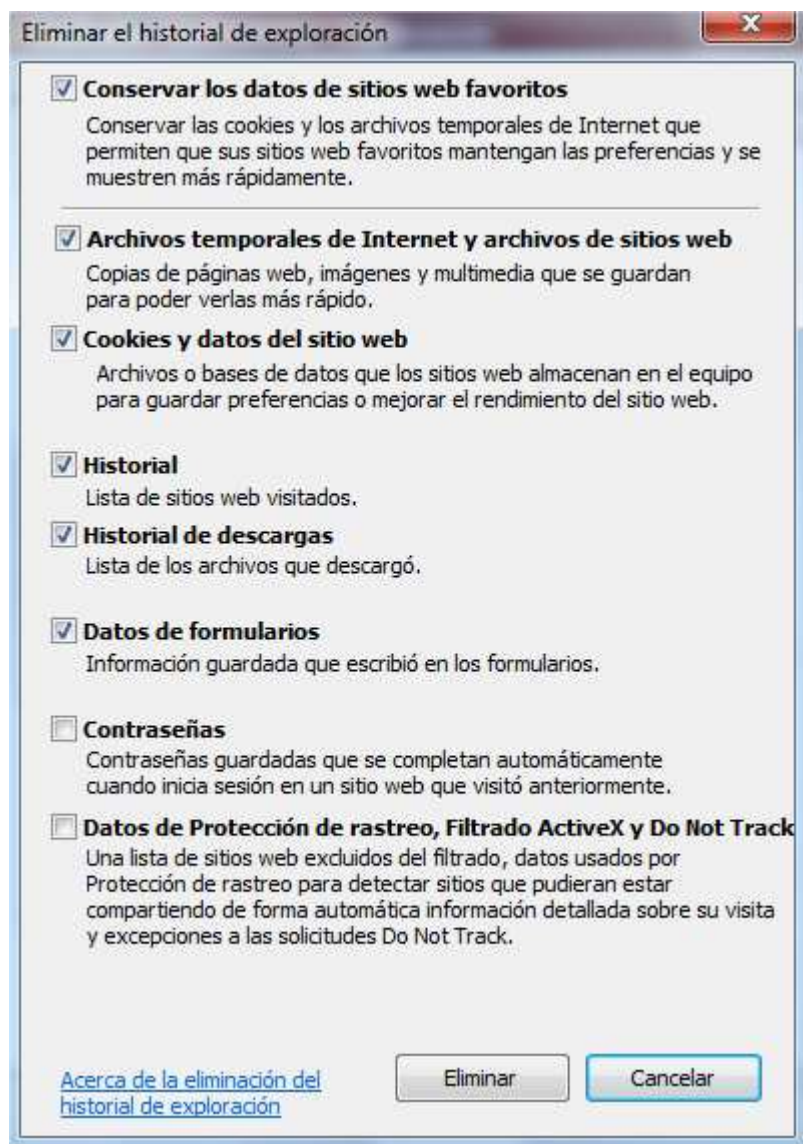 Eliminar el historial de exploración
Conservar los datos de sitios web favoritos
Conservar las cookies y los archivos temporales de Internet que
permiten que sus sitios web favoritos mantengan las preferencias y se
muestren más rápidamente.
Archivos temporales de Internet y archivos de sitios web
Copias de páginas web, imágenes y multimedia que se guardan
para poder verlas más rápido.
Cookies y datos del sitio web
Archivos o bases de datos que los sitios web almacenan en el equipo
para guardar preferencias o mejorar el rendimiento del sitio web.
Historial
Lista de sitios web visitados.
Historial de descargas
Lista de los archivos que descargó.
Datos de formularios
Información guardada que escribió en los formularios.
Contraseñas
Contraseñas guardadas que se completan automáticamente
cuando inicia sesión en un sitio web que visitó anteriormente.
Datos de Protección de rastreo, Filtrado ActiveX y Do Not Track
Una lista de sitios web excluidos del filtrado, datos usados por
Protección de rastreo para detectar sitios que pudieran estar
compartiendo de forma automática información detallada sobre su visita
y excepciones a las solicitudes Do Not Track.
Acerca de la eliminación del
historial de exploración
Eliminar
Cancelar